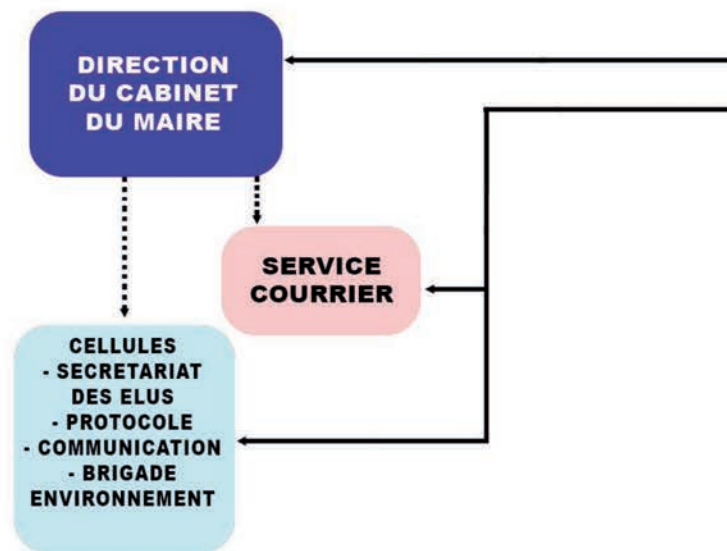 DIRECTION
DU CABINET
DU MAIRE
SERVICE
COURRIER
CELLULES
- SECRETARIAT
DES ELUS
- PROTOCOLE
- COMMUNICATION
- BRIGADE
ENVIRONNEMENT